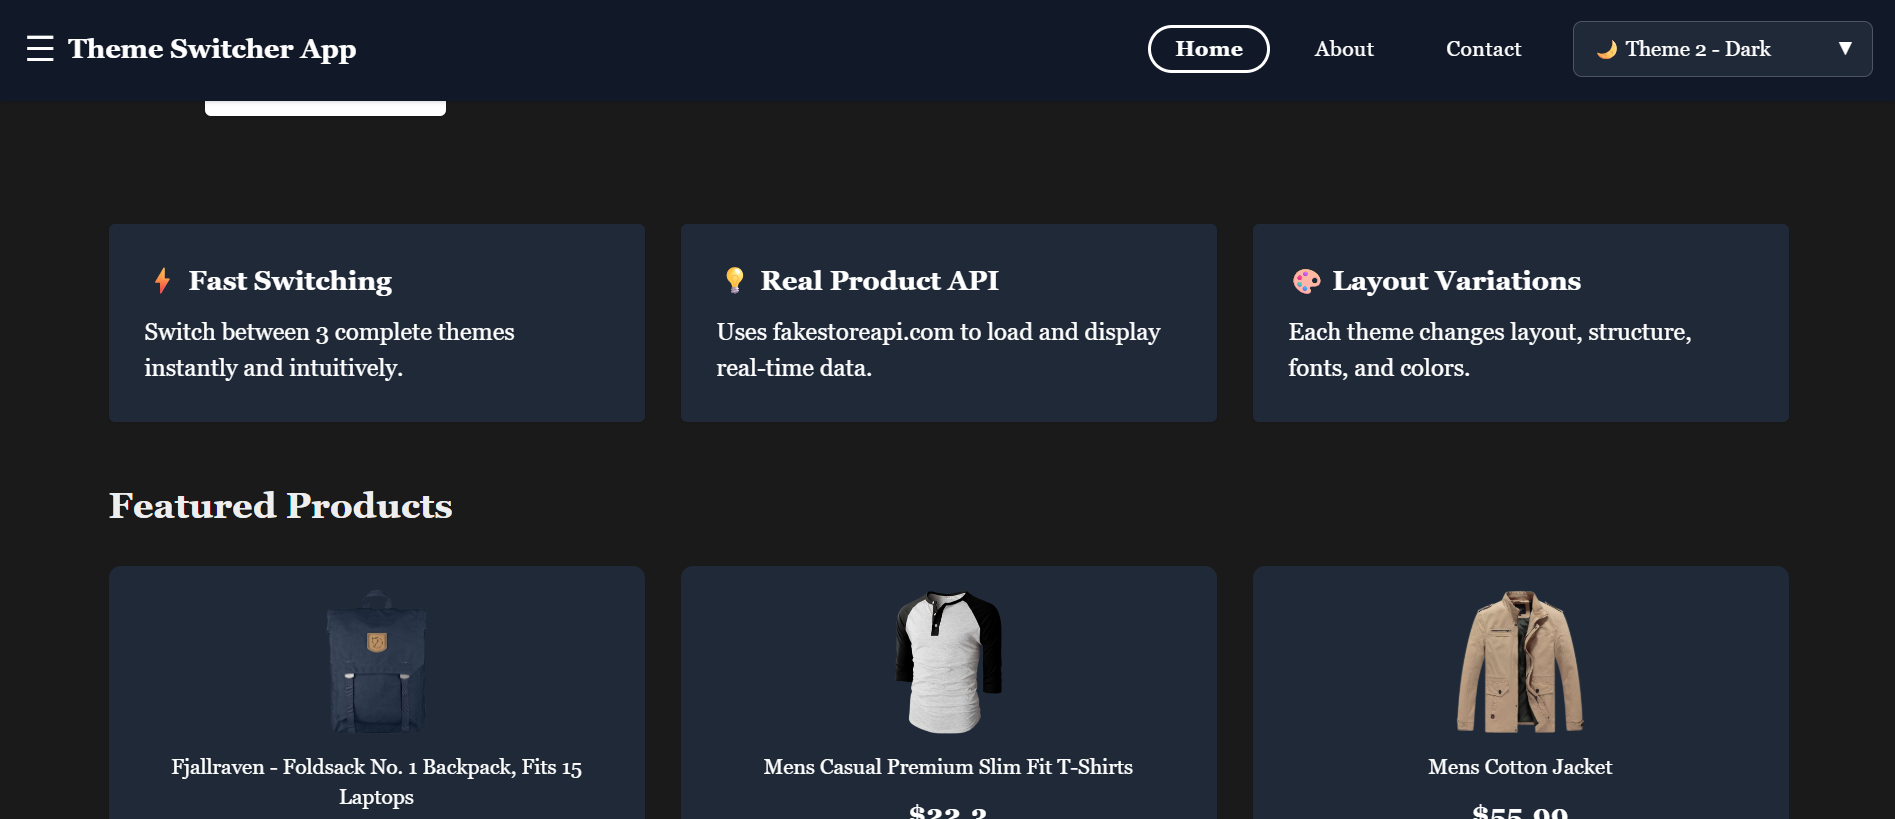 ☰ Theme Switcher App
Home
About
Contact
🌙 Theme 2 - Dark ▼
⚡ Fast Switching
Switch between 3 complete themes
instantly and intuitively.
💡 Real Product API
Uses fakestoreapi.com to load and display
real-time data.
🎨 Layout Variations
Each theme changes layout, structure,
fonts, and colors.
Featured Products
Fjallraven - Foldsack No. 1 Backpack, Fits 15
Laptops
Mens Casual Premium Slim Fit T-Shirts
$22.3
Mens Cotton Jacket
$55.99